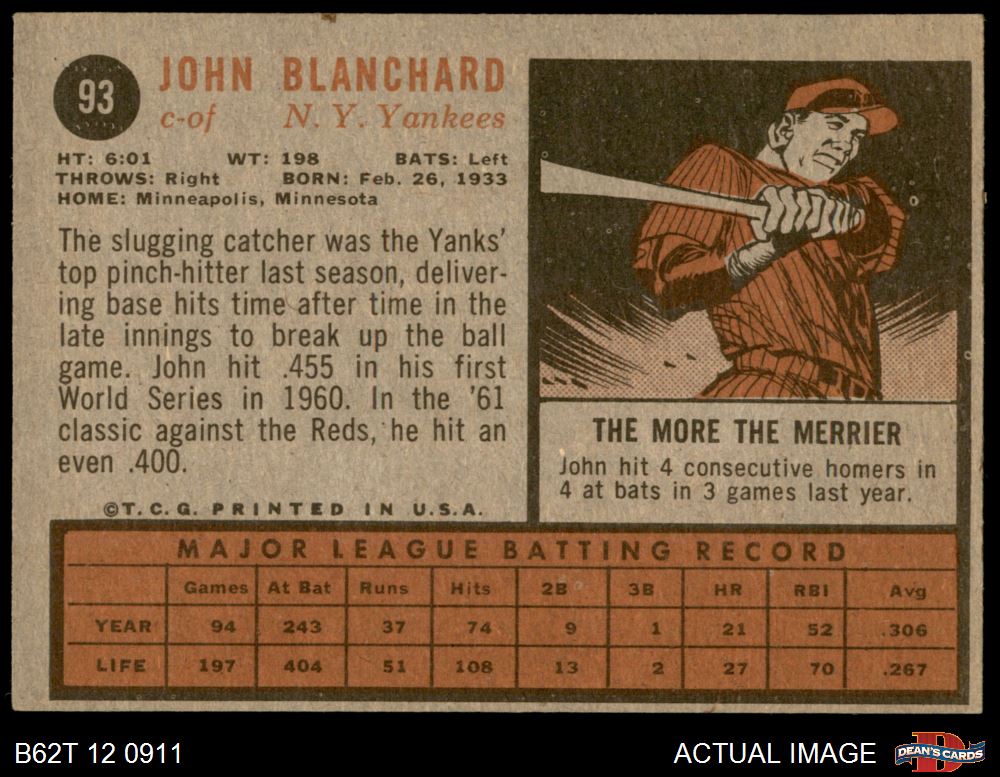 93
JOHN BLANCHARD
c-of N. Y. Yankees
HT: 6:01 WT: 198 BATS: Left
THROWS: Right BORN: Feb. 26, 1933
HOME: Minneapolis, Minnesota
The slugging catcher was the Yanks'
top pinch-hitter last season, deliver-
ing base hits time after time in the
late innings to break up the ball
game. John hit .455 in his first
World Series in 1960. In the '61
classic against the Reds, he hit an
even .400.
©T. C. G. PRINTED IN U.S.A.
THE MORE THE MERRIER
John hit 4 consecutive homers in
4 at bats in 3 games last year.
MAJOR LEAGUE BATTING RECORD
Games At Bat Runs Hits 2B 3B HR RBI Avg
YEAR 94 243 37 74 9 1 21 52 .306
LIFE 197 404 51 108 13 2 27 70 .267
B62T 12 0911
ACTUAL IMAGE
D
DEAN'S CARDS